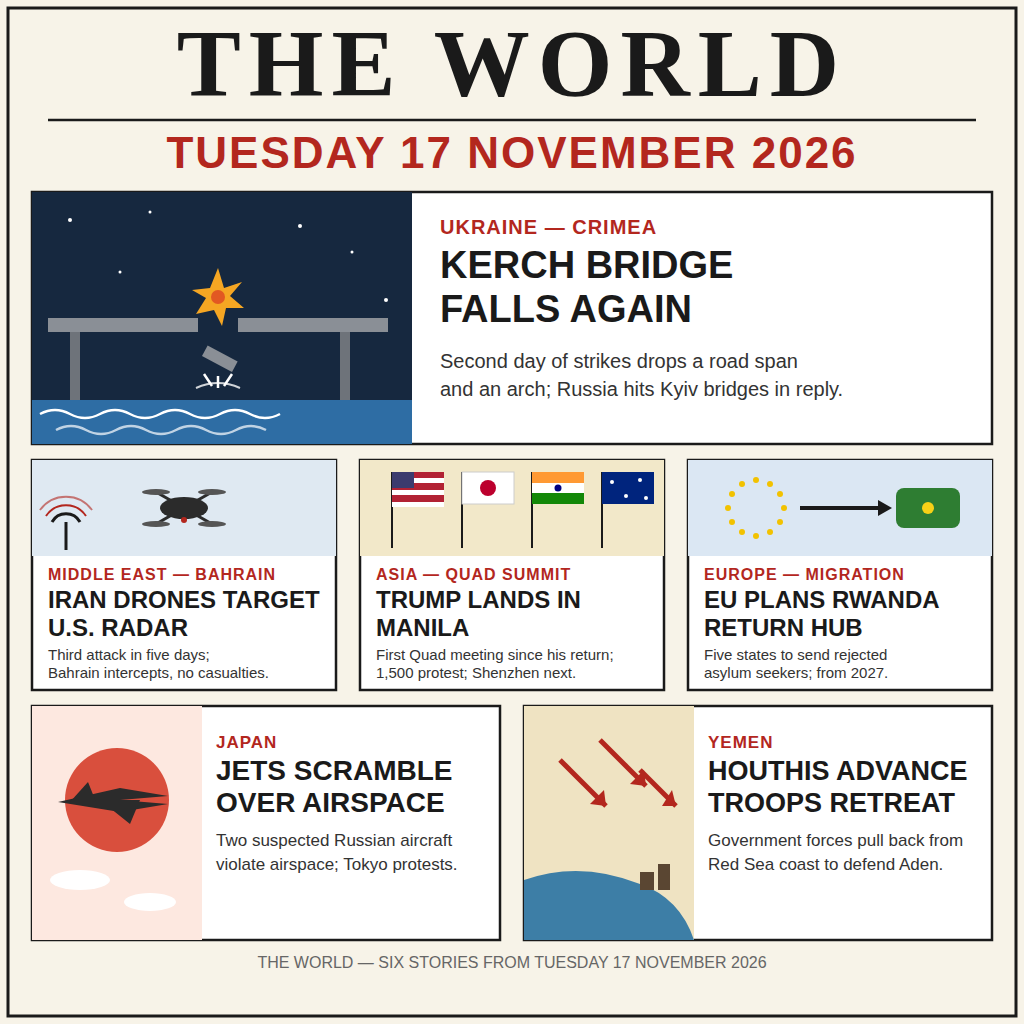 THE WORLD
TUESDAY 17 NOVEMBER 2026
UKRAINE — CRIMEA
KERCH BRIDGE
FALLS AGAIN
Second day of strikes drops a road span
and an arch; Russia hits Kyiv bridges in reply.
MIDDLE EAST — BAHRAIN
IRAN DRONES TARGET
U.S. RADAR
Third attack in five days;
Bahrain intercepts, no casualties.
ASIA — QUAD SUMMIT
TRUMP LANDS IN
MANILA
First Quad meeting since his return;
1,500 protest; Shenzhen next.
EUROPE — MIGRATION
EU PLANS RWANDA
RETURN HUB
Five states to send rejected
asylum seekers; from 2027.
JAPAN
JETS SCRAMBLE
OVER AIRSPACE
Two suspected Russian aircraft
violate airspace; Tokyo protests.
YEMEN
HOUTHIS ADVANCE
TROOPS RETREAT
Government forces pull back from
Red Sea coast to defend Aden.
THE WORLD — SIX STORIES FROM TUESDAY 17 NOVEMBER 2026